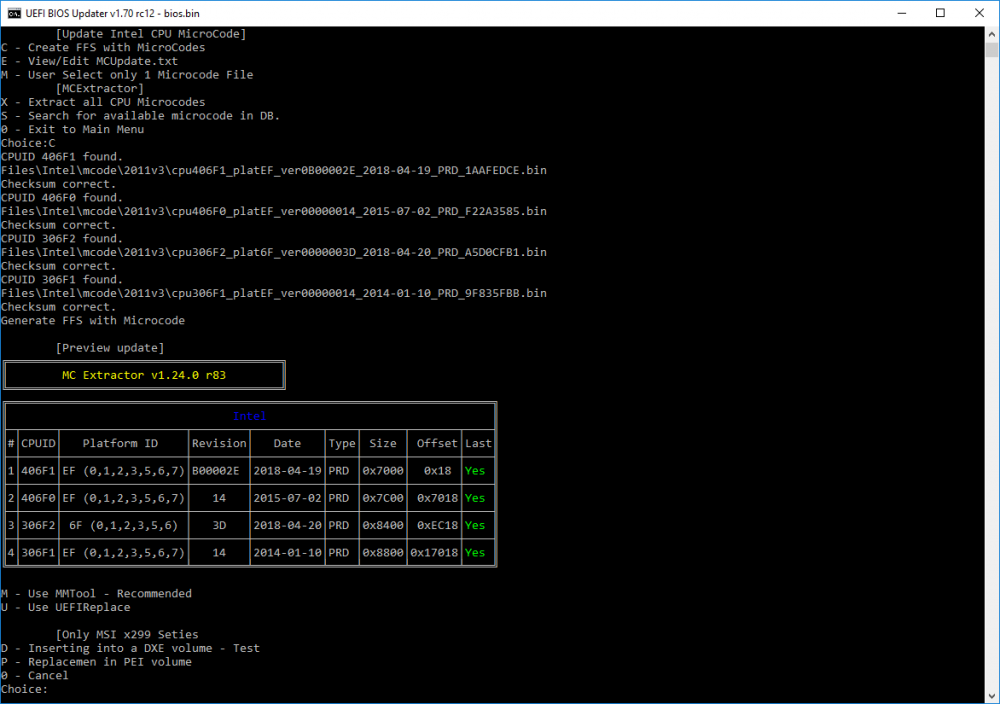 UEFI BIOS Updater v1.70 rc12 - bios.bin
[Update Intel CPU MicroCode]
C - Create FFS with MicroCodes
E - View/Edit MCUpdate.txt
M - User Select only 1 Microcode File
[MCExtractor]
X - Extract all CPU Microcodes
S - Search for available microcode in DB.
0 - Exit to Main Menu
Choice:C
CPUID 406F1 found.
Files\Intel\mcode\2011v3\cpu406F1_platEF_ver0B00002E_2018-04-19_PRD_1AAFEDCE.bin
Checksum correct.
CPUID 406F0 found.
Files\Intel\mcode\2011v3\cpu406F0_platEF_ver00000014_2015-07-02_PRD_F22A3585.bin
Checksum correct.
CPUID 306F2 found.
Files\Intel\mcode\2011v3\cpu306F2_plat6F_ver0000003D_2018-04-20_PRD_A5D0CFB1.bin
Checksum correct.
CPUID 306F1 found.
Files\Intel\mcode\2011v3\cpu306F1_platEF_ver00000014_2014-01-10_PRD_9F835FBB.bin
Checksum correct.
Generate FFS with Microcode
[Preview update]
MC Extractor v1.24.0 r83
Intel
# CPUID Platform ID Revision Date Type Size Offset Last
1 406F1 EF (0,1,2,3,5,6,7) B00002E 2018-04-19 PRD 0x7000 0x18 Yes
2 406F0 EF (0,1,2,3,5,6,7) 14 2015-07-02 PRD 0x7C00 0x7018 Yes
3 306F2 6F (0,1,2,3,5,6) 3D 2018-04-20 PRD 0x8400 0xEC18 Yes
4 306F1 EF (0,1,2,3,5,6,7) 14 2014-01-10 PRD 0x8800 0x17018 Yes
M - Use MMTool - Recommended
U - Use UEFIReplace
[Only MSI x299 Seties
D - Inserting into a DXE volume - Test
P - Replacemen in PEI volume
0 - Cancel
Choice: